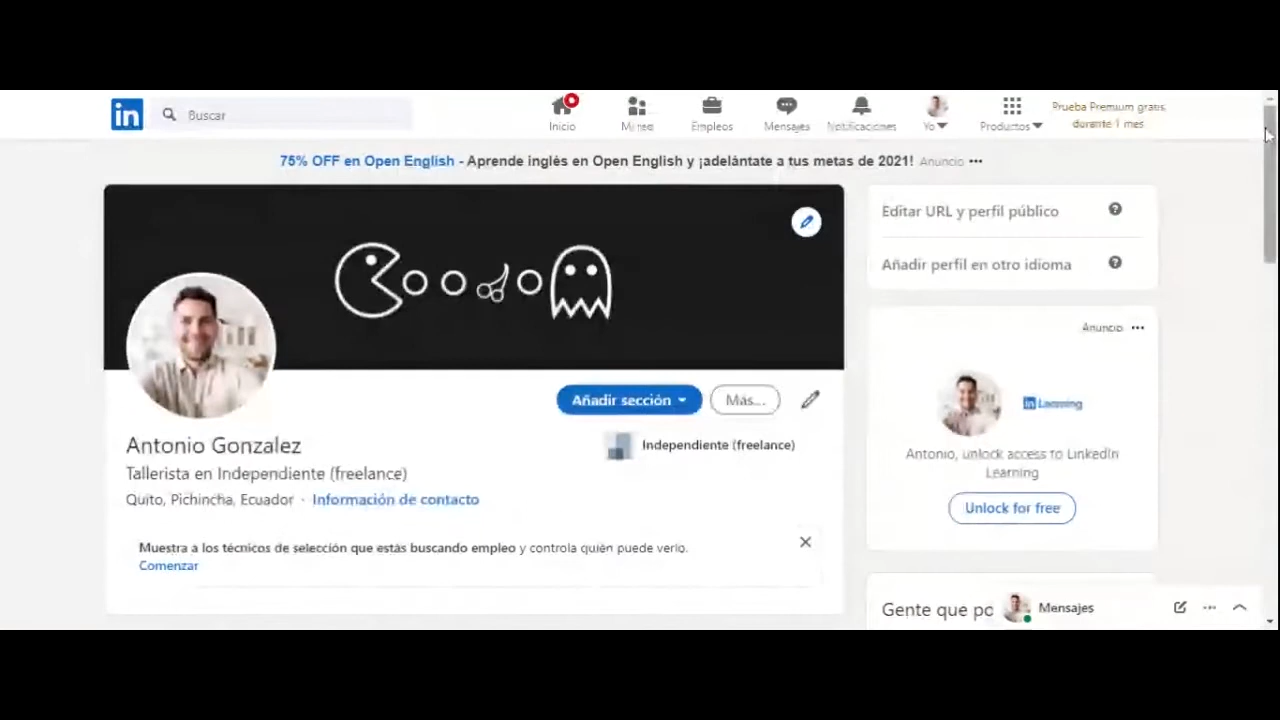 in
Buscar
Inicio
Mi red
Empleos
Mensajes
Notificaciones
Yo
Productos
Prueba Premium gratis
durante 1 mes
75% OFF en Open English - Aprende inglés en Open English y ¡adelántate a tus metas de 2021! Anuncio
Editar URL y perfil público
Añadir perfil en otro idioma
Anuncio
in Learning
Antonio, unlock access to LinkedIn
Learning
Unlock for free
Añadir sección
Más...
Antonio Gonzalez
Independiente (freelance)
Tallerista en Independiente (freelance)
Quito, Pichincha, Ecuador · Información de contacto
Muestra a los técnicos de selección que estás buscando empleo y controla quién puede verlo.
Comenzar
Gente que po
Mensajes